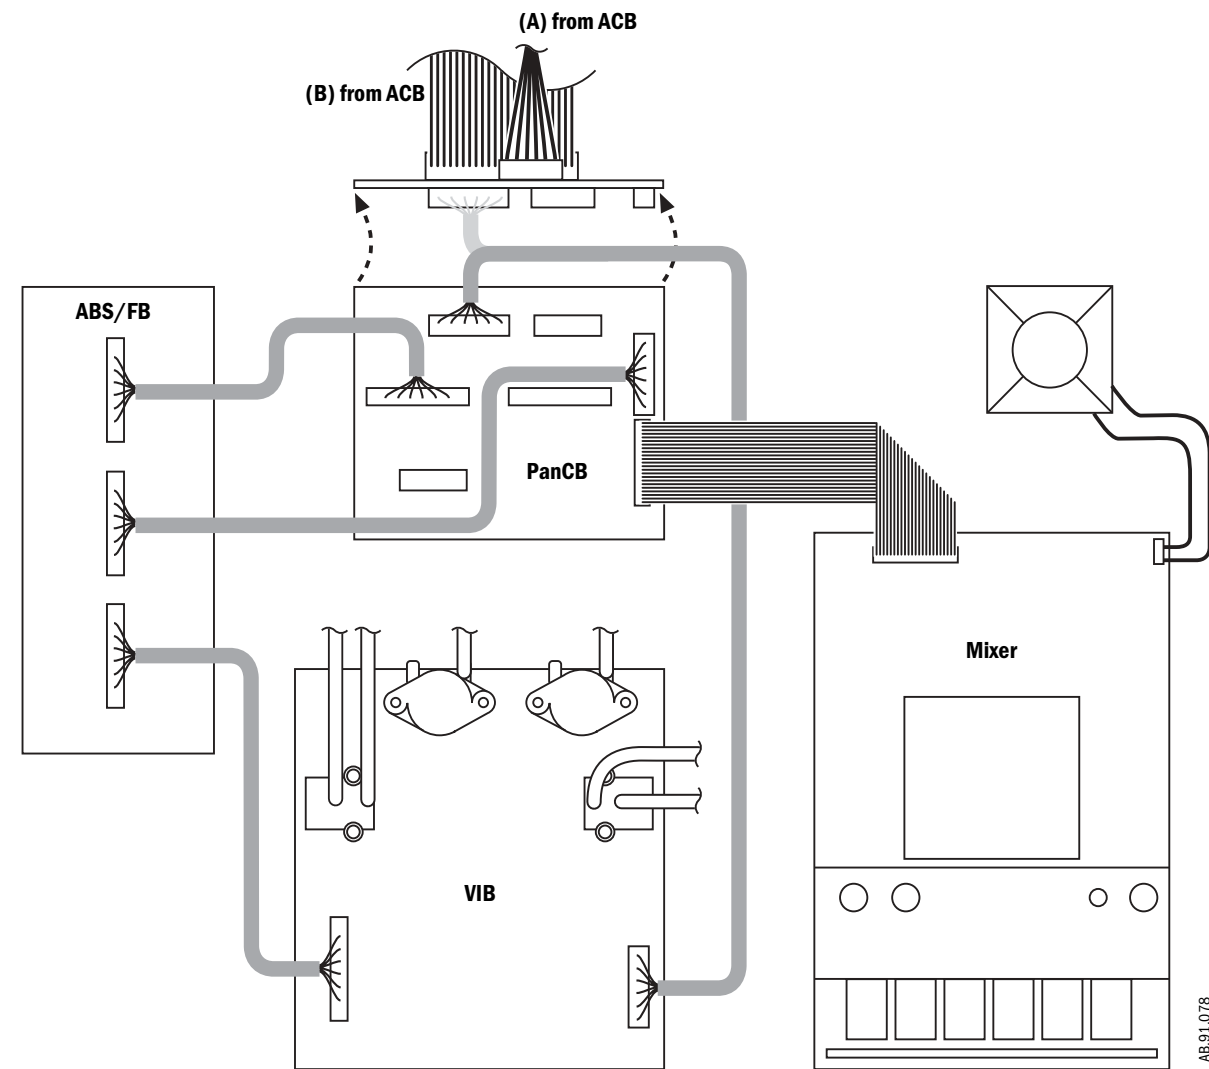 (A) from ACB
(B) from ACB
ABS/FB
PanCB
Mixer
VIB
AB.91.078